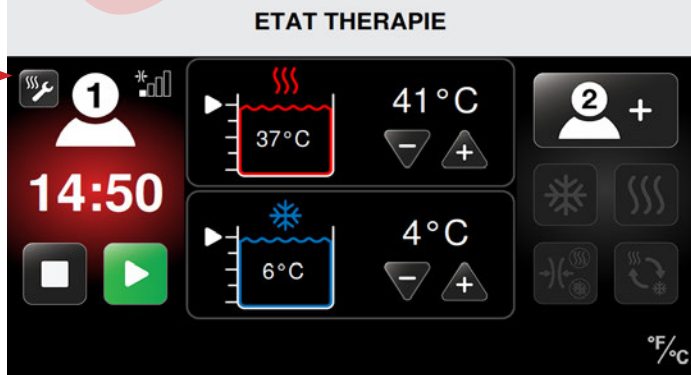 ETAT THERAPIE
1
14:50
37°C
41°C
- +
6°C
4°C
- +
2 +
°F/°C